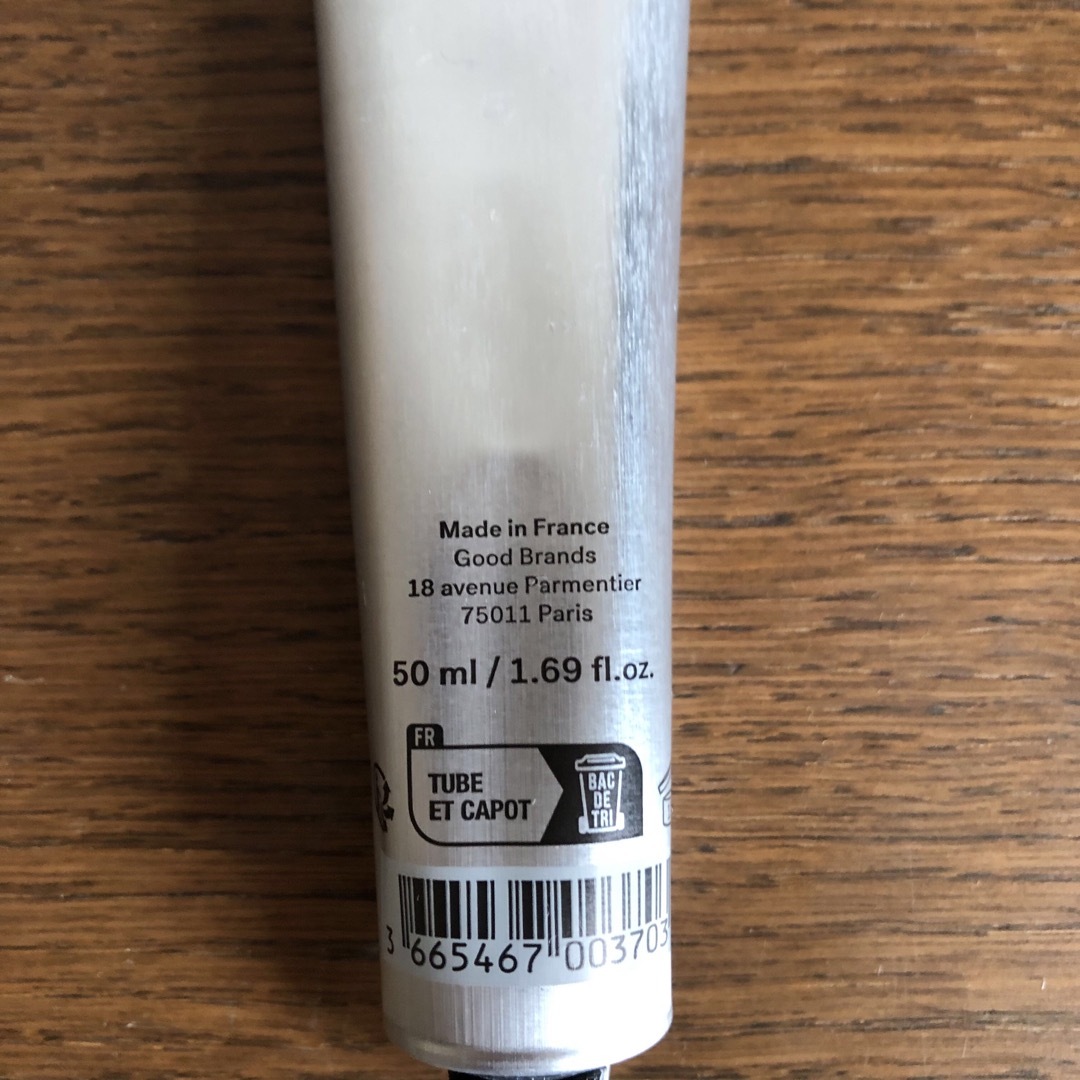 Made in France
Good Brands
18 avenue Parmentier
75011 Paris
50 ml / 1.69 fl.oz.
FR
TUBE
ET CAPOT
BAC
DE
TRI
3 665467 003703